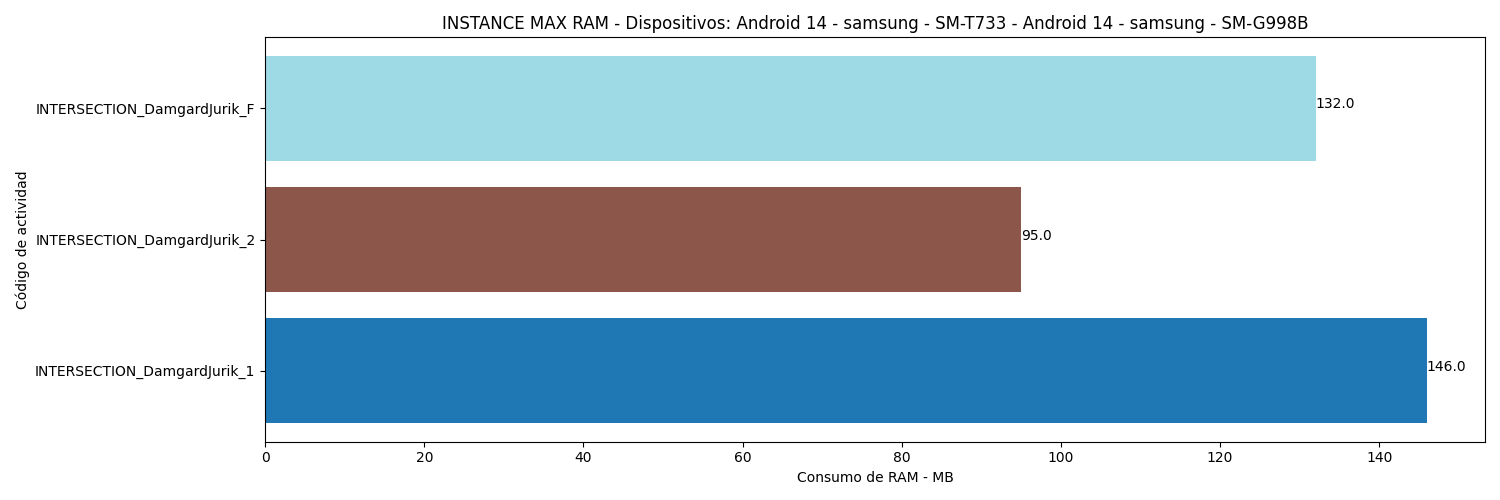 INSTANCE MAX RAM - Dispositivos: Android 14 - samsung - SM-T733 - Android 14 - samsung - SM-G998B
Código de actividad
INTERSECTION_DamgardJurik_F
132.0
INTERSECTION_DamgardJurik_2
95.0
INTERSECTION_DamgardJurik_1
146.0
0 20 40 60 80 100 120 140
Consumo de RAM - MB